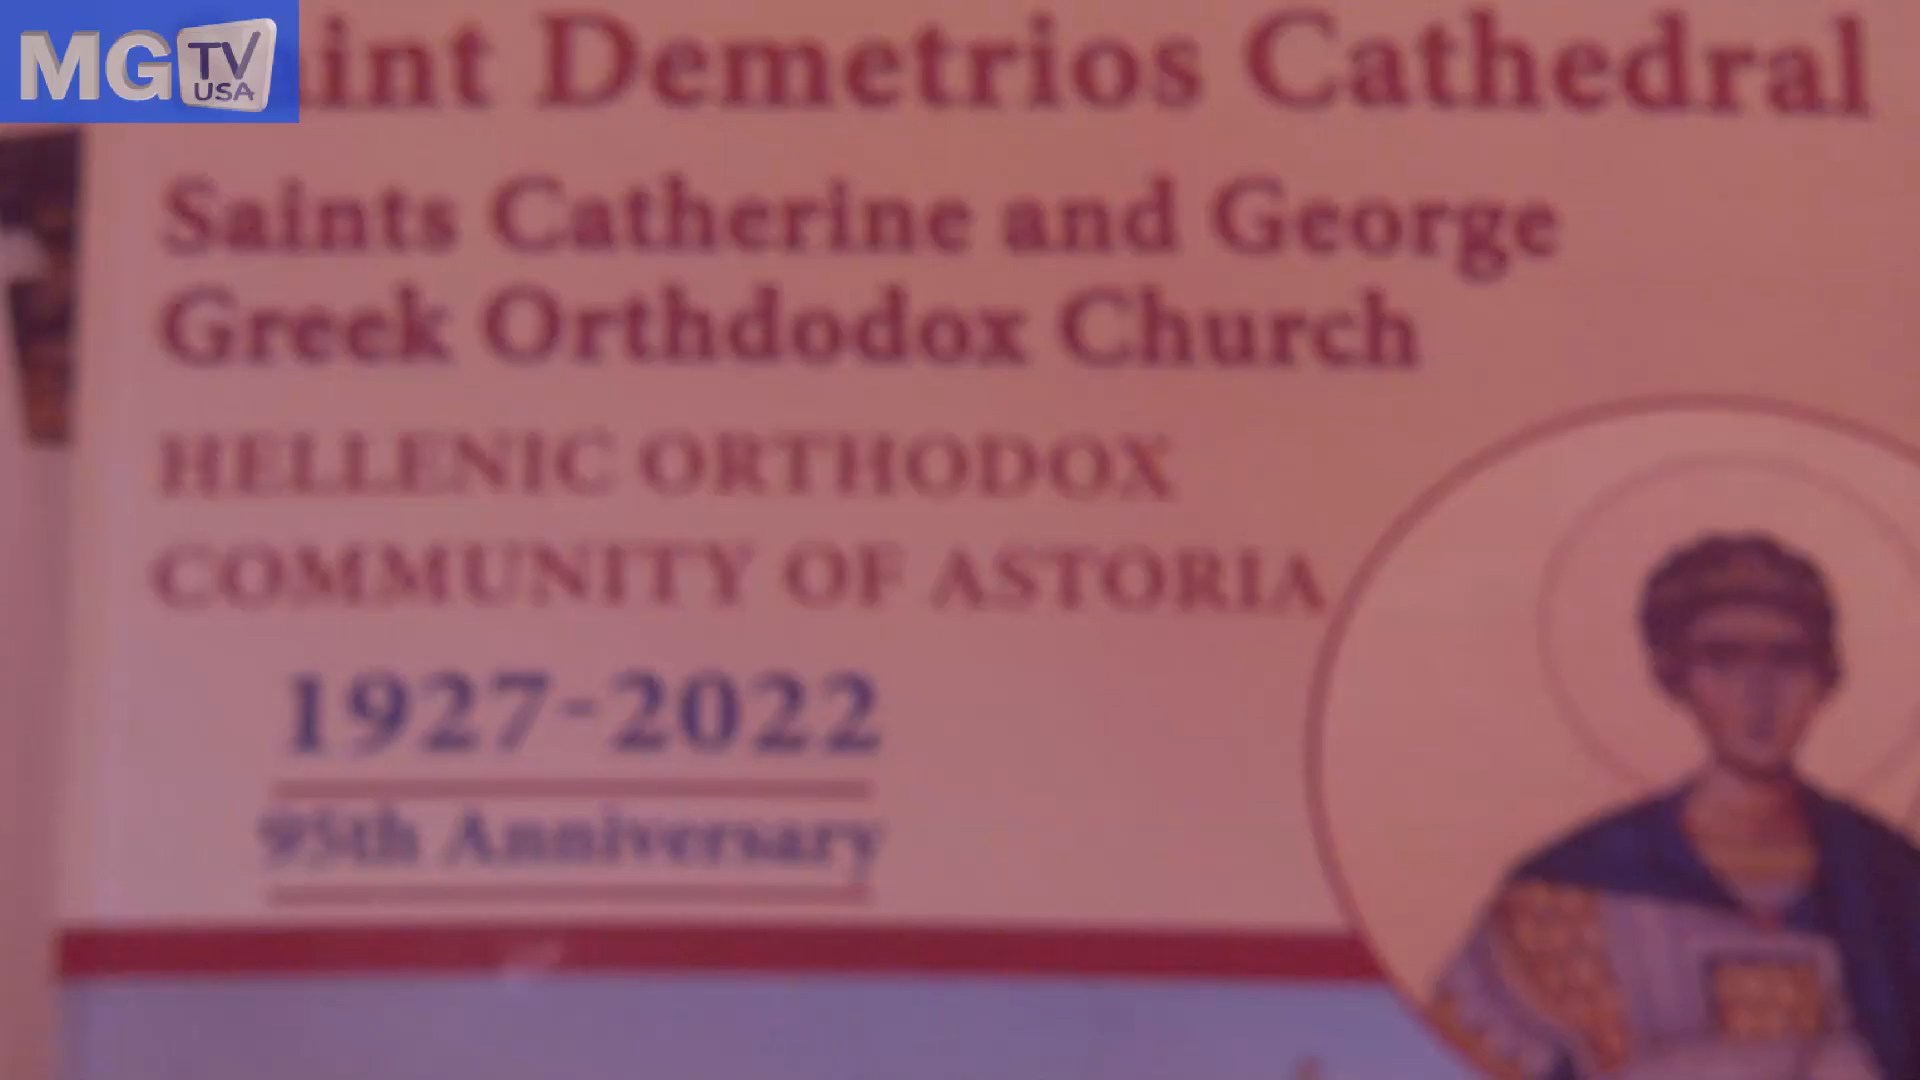 MG TV
USA
aint Demetrios Cathedral
Saints Catherine and George
Greek Orthdodox Church
HELLENIC ORTHODOX
COMMUNITY OF ASTORIA
1927-2022
95th Anniversary